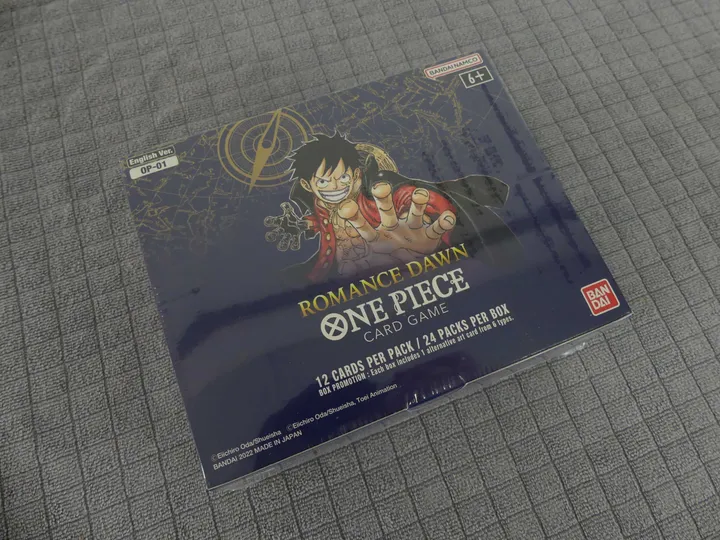 BANDAI NAMCO
6+
English Ver.
OP-01
ROMANCE DAWN
ONE PIECE
CARD GAME
BAN
DAI
12 CARDS PER PACK / 24 PACKS PER BOX
BOX PROMOTION : Each box includes 1 alternative art card from 6 types.
©Eiichiro Oda/Shueisha ©Eiichiro Oda/Shueisha, Toei Animation
BANDAI 2022 MADE IN JAPAN